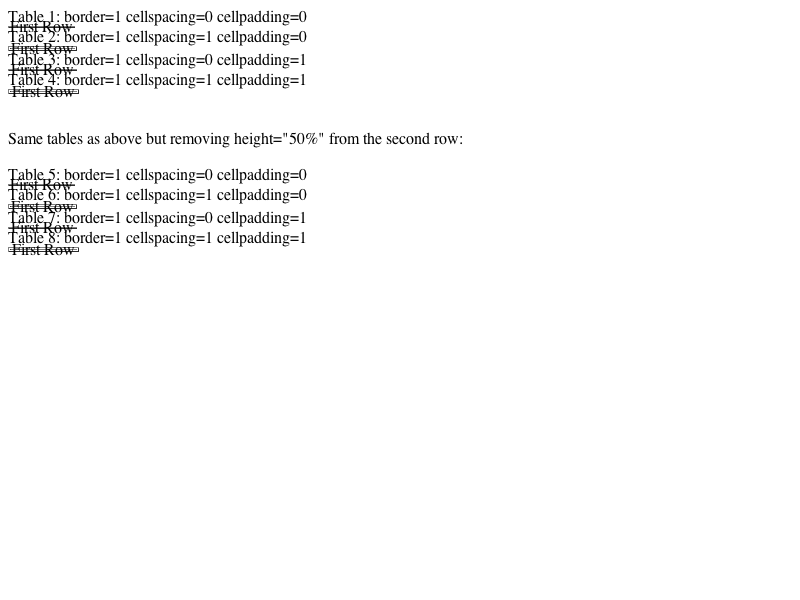 Table 1: border=1 cellspacing=0 cellpadding=0
First Row
Table 2: border=1 cellspacing=1 cellpadding=0
First Row
Table 3: border=1 cellspacing=0 cellpadding=1
First Row
Table 4: border=1 cellspacing=1 cellpadding=1
First Row
Same tables as above but removing height="50%" from the second row:
Table 5: border=1 cellspacing=0 cellpadding=0
First Row
Table 6: border=1 cellspacing=1 cellpadding=0
First Row
Table 7: border=1 cellspacing=0 cellpadding=1
First Row
Table 8: border=1 cellspacing=1 cellpadding=1
First Row